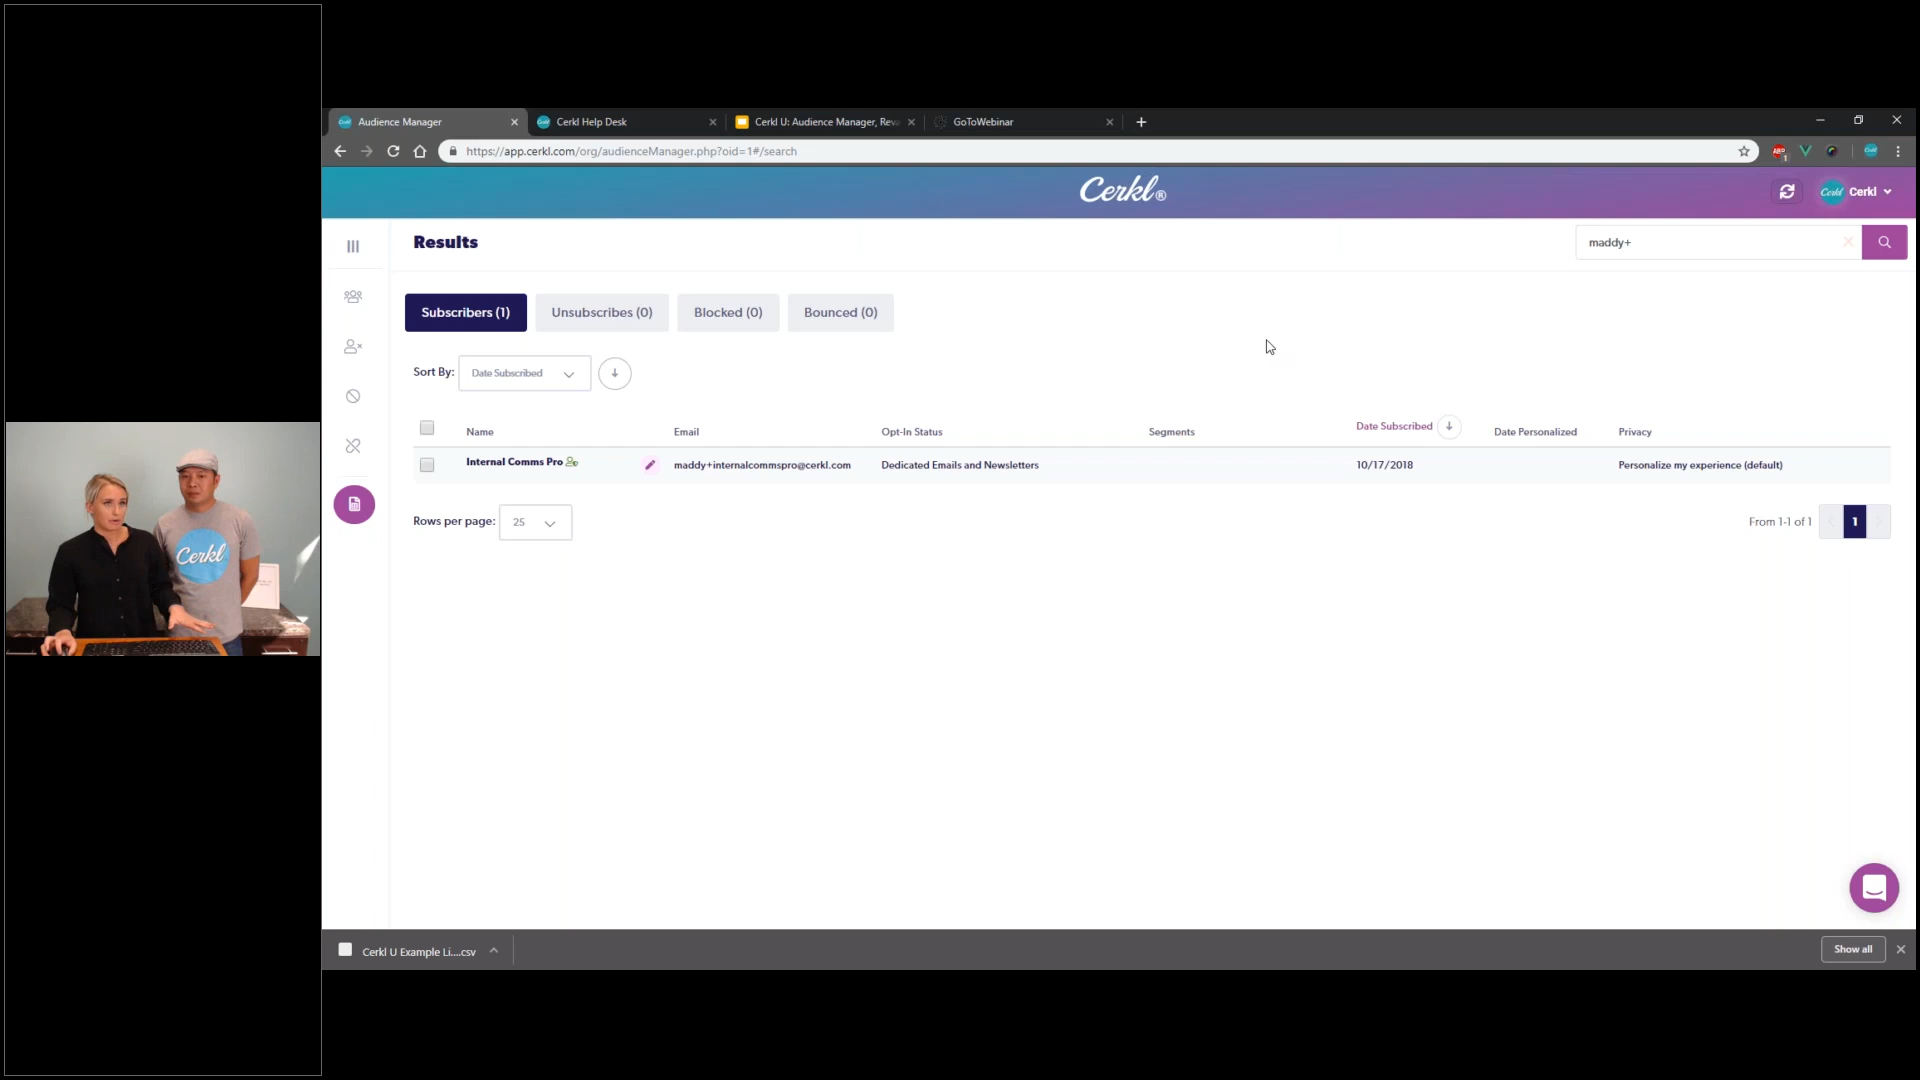 Audience Manager
Cerkl Help Desk
Cerkl U: Audience Manager, Reva
GoToWebinar
https://app.cerkl.com/org/audienceManager.php?oid=1#/search
Cerkl®
Cerkl Cerkl
Results
maddy+
Subscribers (1)
Unsubscribes (0)
Blocked (0)
Bounced (0)
Sort By: Date Subscribed
Name Email Opt-In Status Segments Date Subscribed Date Personalized Privacy
Internal Comms Pro maddy+internalcommspro@cerkl.com Dedicated Emails and Newsletters 10/17/2018 Personalize my experience (default)
Rows per page: 25
From 1-1 of 1 1
Cerkl
Cerkl U Example Li....csv
Show all